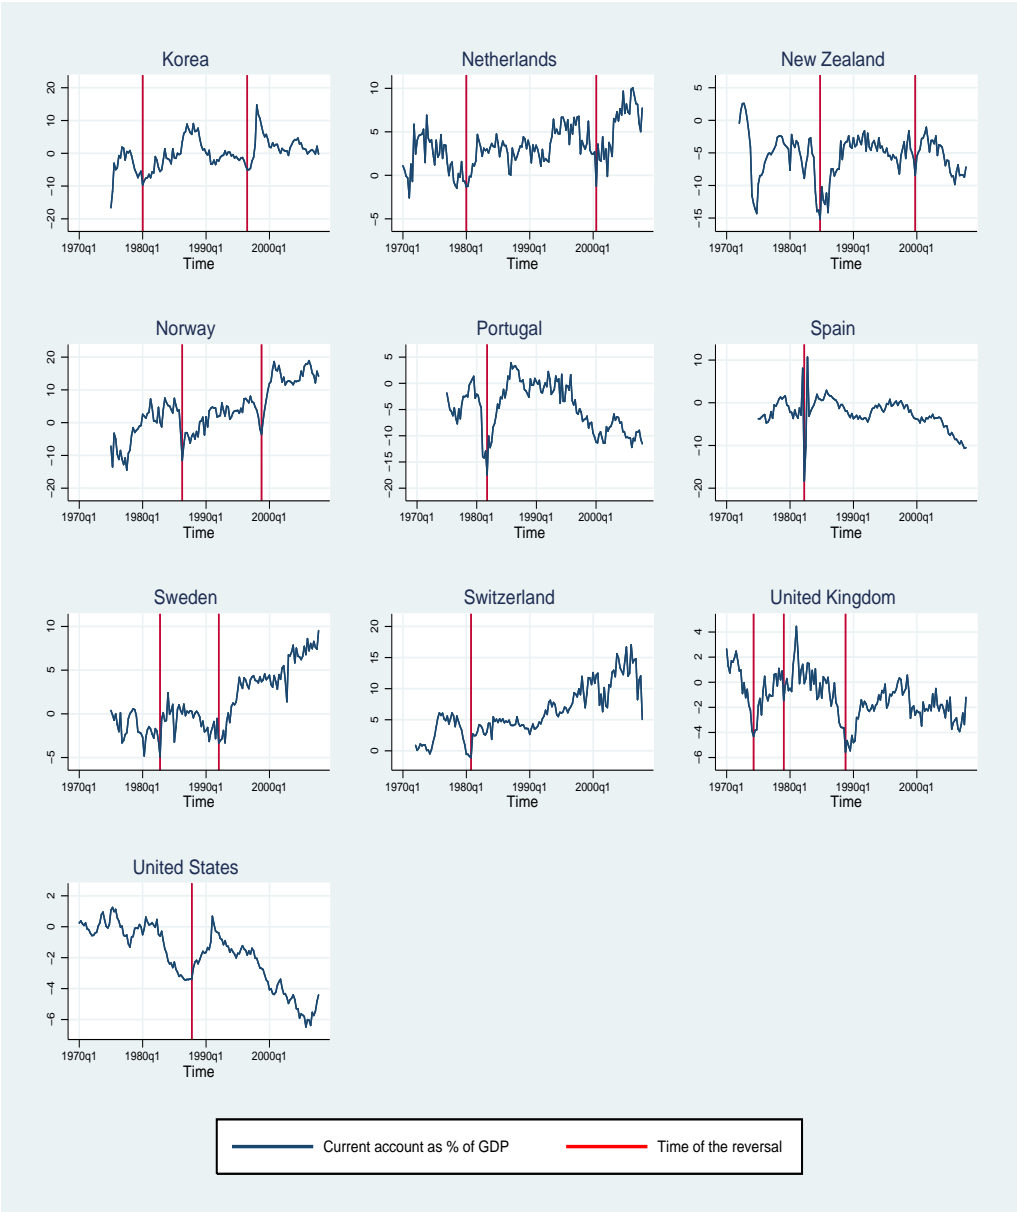 Korea
20
10
0
−10
−20
1970q1 1980q1 1990q1 2000q1
Time
Netherlands
10
5
0
−5
1970q1 1980q1 1990q1 2000q1
Time
New Zealand
5
0
−5
−10
−15
1970q1 1980q1 1990q1 2000q1
Time
Norway
20
10
0
−10
−20
1970q1 1980q1 1990q1 2000q1
Time
Portugal
5
0
−5
−10
−15
−20
1970q1 1980q1 1990q1 2000q1
Time
Spain
10
0
−10
−20
1970q1 1980q1 1990q1 2000q1
Time
Sweden
10
5
0
−5
1970q1 1980q1 1990q1 2000q1
Time
Switzerland
20
15
10
5
0
1970q1 1980q1 1990q1 2000q1
Time
United Kingdom
4
2
0
−2
−4
−6
1970q1 1980q1 1990q1 2000q1
Time
United States
2
0
−2
−4
−6
1970q1 1980q1 1990q1 2000q1
Time
Current account as % of GDP
Time of the reversal